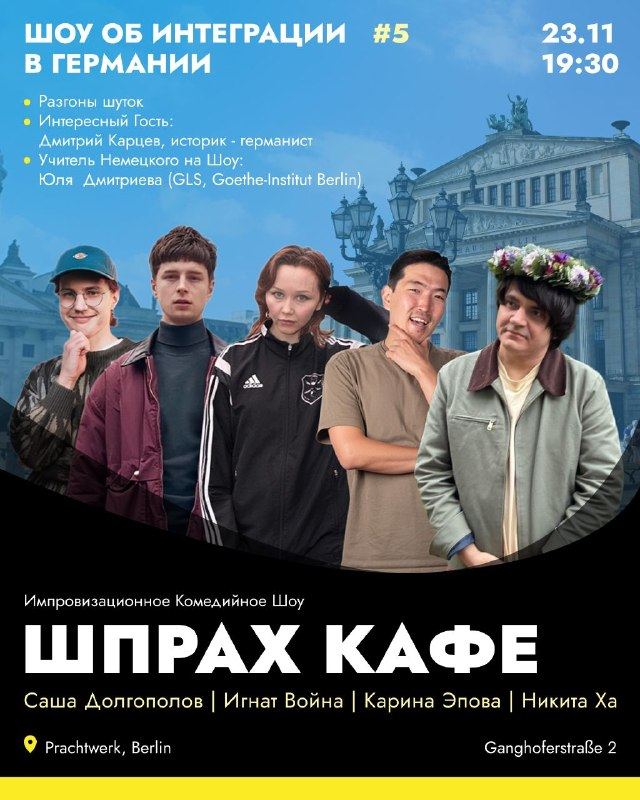 ШОУ ОБ ИНТЕГРАЦИИ #5
В ГЕРМАНИИ
23.11
19:30
• Разгоны шуток
• Интересный Гость:
Дмитрий Карцев, историк - германист
• Учитель Немецкого на Шоу:
Юля Дмитриева (GLS, Goethe-Institut Berlin)
adidas
Импровизационное Комедийное Шоу
ШПРАХ КАФЕ
Саша Долгополов | Игнат Война | Карина Эпова | Никита Ха
Prachtwerk, Berlin
Ganghoferstraße 2